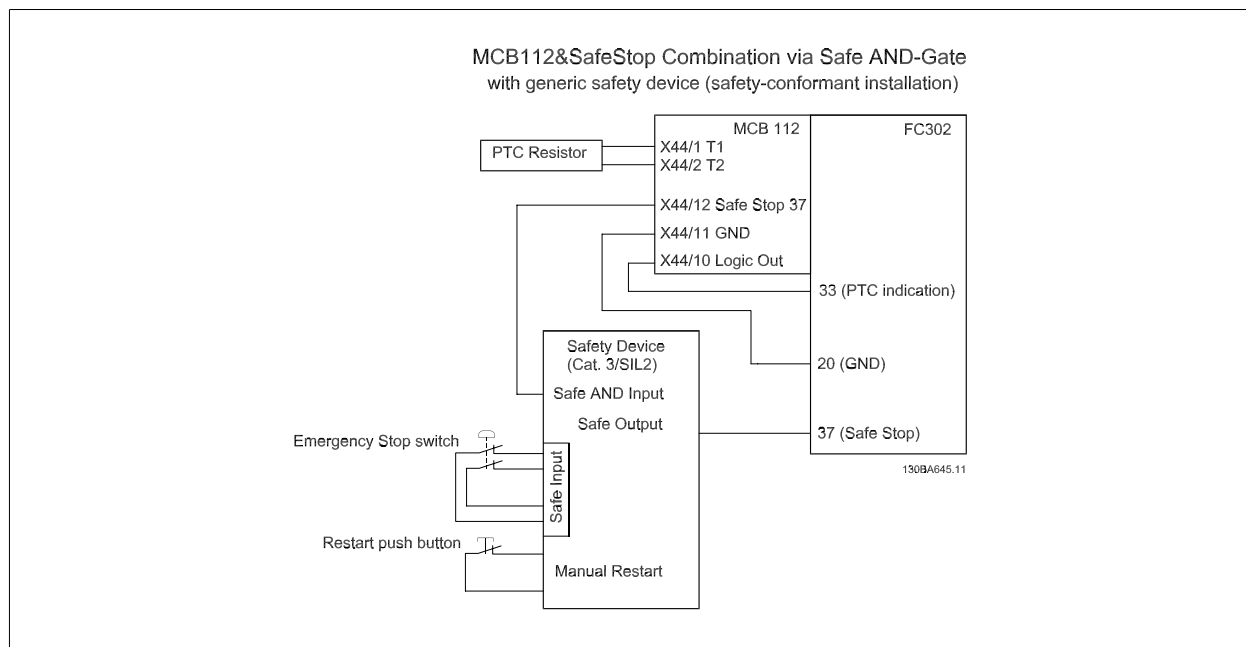 MCB112&SafeStop Combination via Safe AND-Gate
with generic safety device (safety-conformant installation)
MCB 112
FC302
PTC Resistor
X44/1 T1
X44/2 T2
X44/12 Safe Stop 37
X44/11 GND
X44/10 Logic Out
33 (PTC indication)
Safety Device
(Cat. 3/SIL2)
20 (GND)
Safe AND Input
Safe Output
37 (Safe Stop)
Emergency Stop switch
Safe Input
130BA645.11
Restart push button
Manual Restart